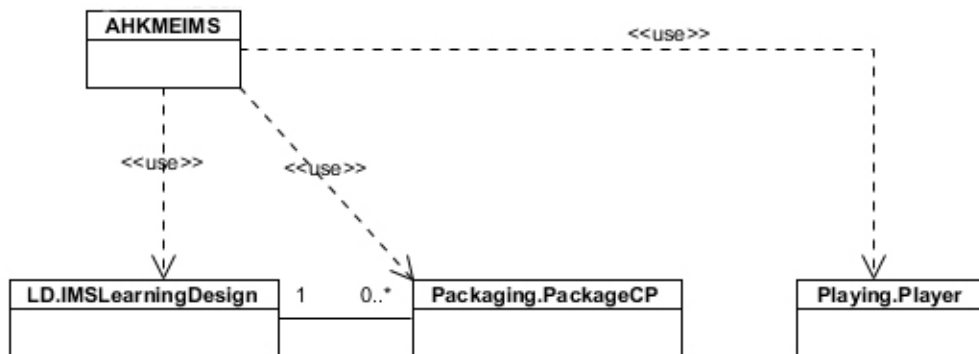 AHKMEIMS
<<use>>
<<use>>
<<use>>
LD.IMSLearningDesign
1
0..*
Packaging.PackageCP
Playing.Player